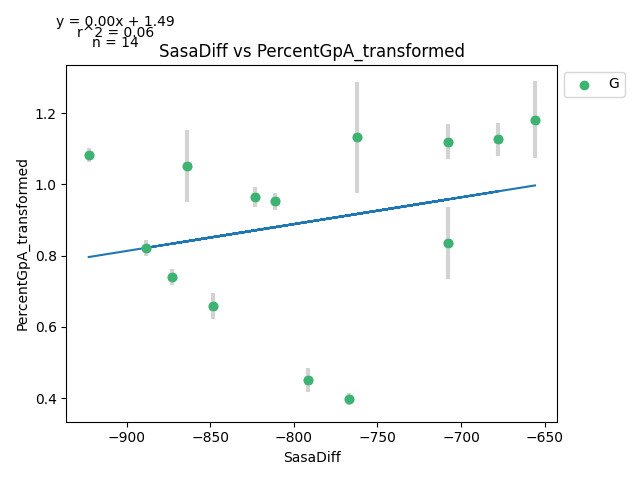 y = 0.00x + 1.49
r^2 = 0.06
n = 14
SasaDiff vs PercentGpA_transformed
G
PercentGpA_transformed
1.2
1.0
0.8
0.6
0.4
−900
−850
−800
−750
−700
−650
SasaDiff